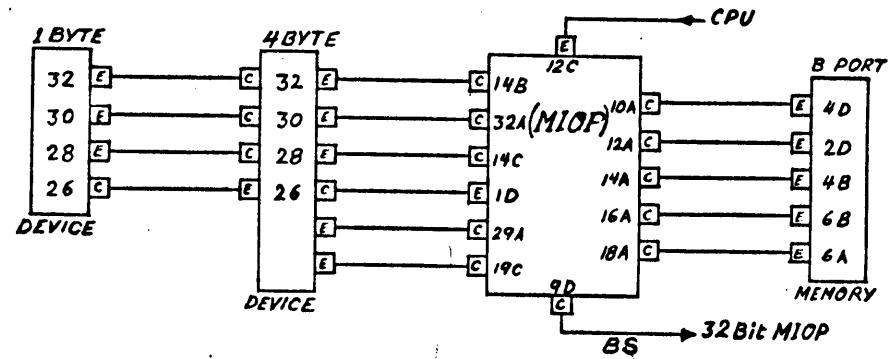 CPU
1 BYTE
4 BYTE
E
12C
B PORT
32 E C 32 E C 14B 10A C E 4D
30 E C 30 E C 32A (MIOP) 12A C E 2D
28 E C 28 E C 14C 14A C E 4B
26 C E 26 C E 1D 16A C E 6B
E C 29A 18A C E 6A
E C 19C
DEVICE
DEVICE
9D
C
MEMORY
BS
32 Bit MIOP